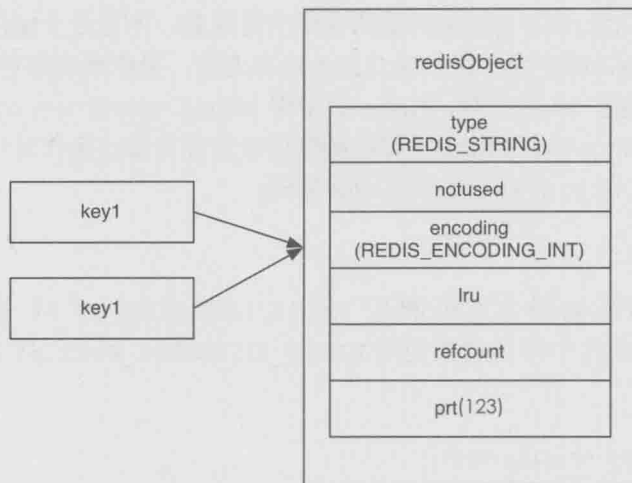 redisObject
type
(REDIS_STRING)
notused
encoding
(REDIS_ENCODING_INT)
lru
refcount
prt(123)
key1
key1